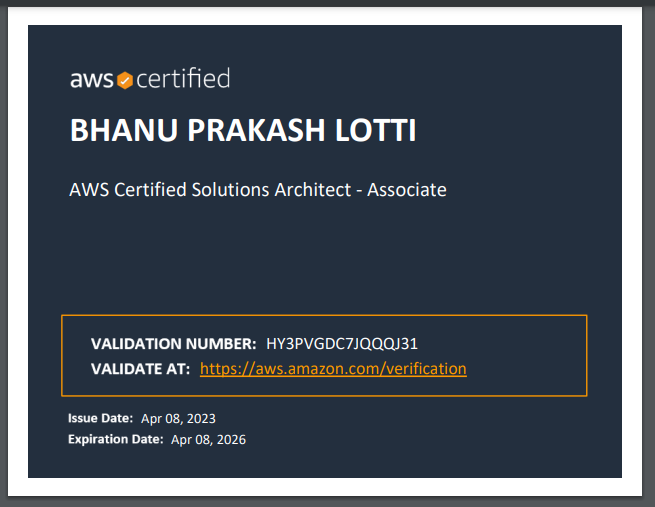 aws certified
BHANU PRAKASH LOTTI
AWS Certified Solutions Architect - Associate
VALIDATION NUMBER: HY3PVGDC7JQQQJ31
VALIDATE AT: https://aws.amazon.com/verification
Issue Date: Apr 08, 2023
Expiration Date: Apr 08, 2026